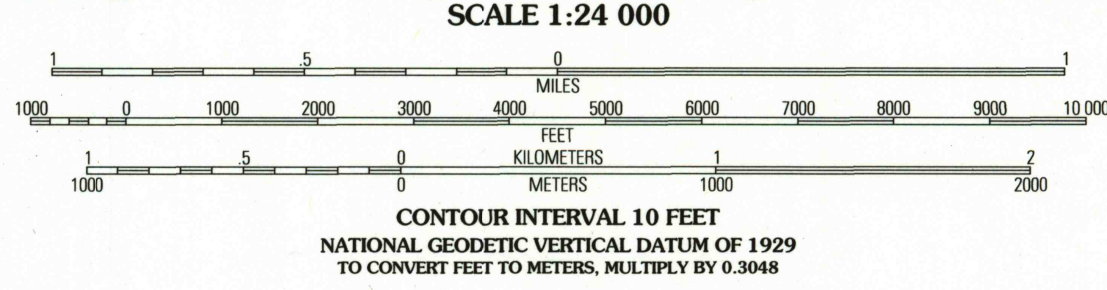 SCALE 1:24 000
1 .5 0 1
MILES
1000 0 1000 2000 3000 4000 5000 6000 7000 8000 9000 10 000
FEET
1 .5 0 KILOMETERS 1 2
1000 0 METERS 1000 2000
CONTOUR INTERVAL 10 FEET
NATIONAL GEODETIC VERTICAL DATUM OF 1929
TO CONVERT FEET TO METERS, MULTIPLY BY 0.3048